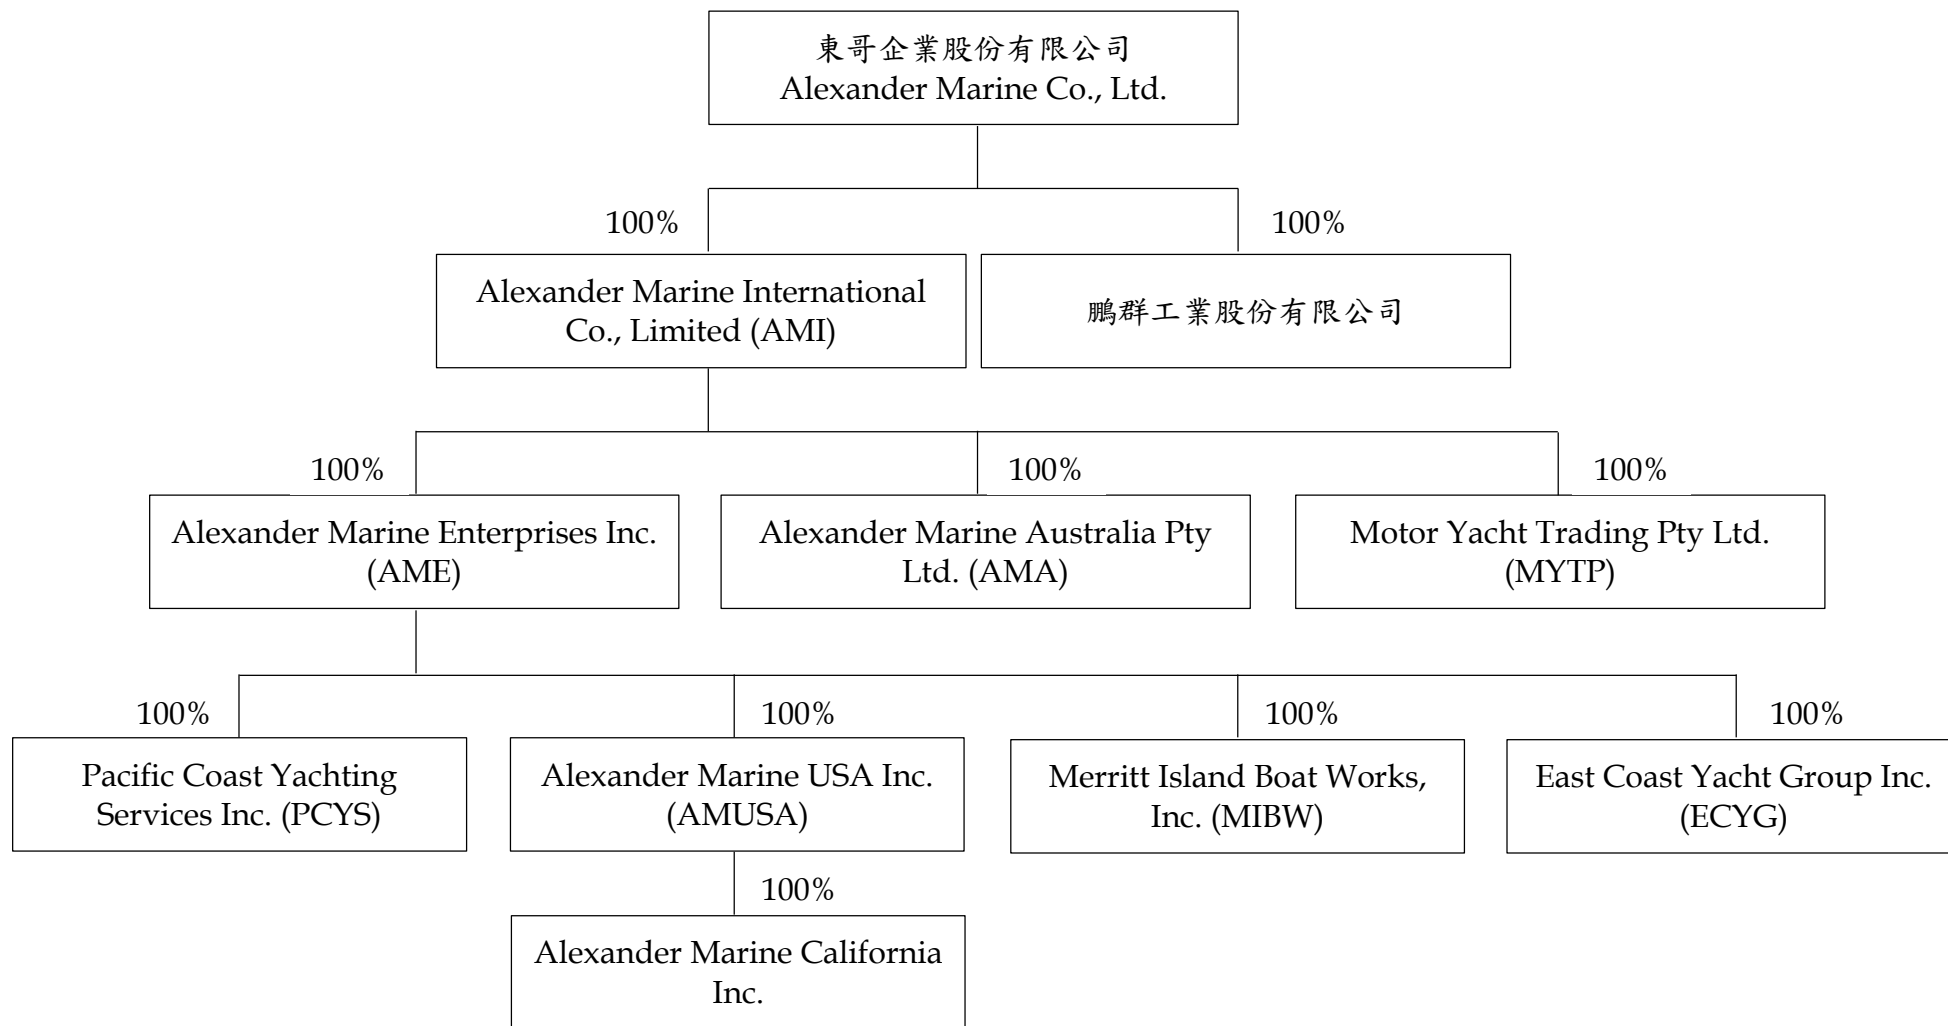 東哥企業股份有限公司
Alexander Marine Co., Ltd.
100%
100%
Alexander Marine International
Co., Limited (AMI)
鵬群工業股份有限公司
100%
100%
100%
Alexander Marine Enterprises Inc.
(AME)
Alexander Marine Australia Pty
Ltd. (AMA)
Motor Yacht Trading Pty Ltd.
(MYTP)
100%
100%
100%
100%
Pacific Coast Yachting
Services Inc. (PCYS)
Alexander Marine USA Inc.
(AMUSA)
Merritt Island Boat Works,
Inc. (MIBW)
East Coast Yacht Group Inc.
(ECYG)
100%
Alexander Marine California
Inc.